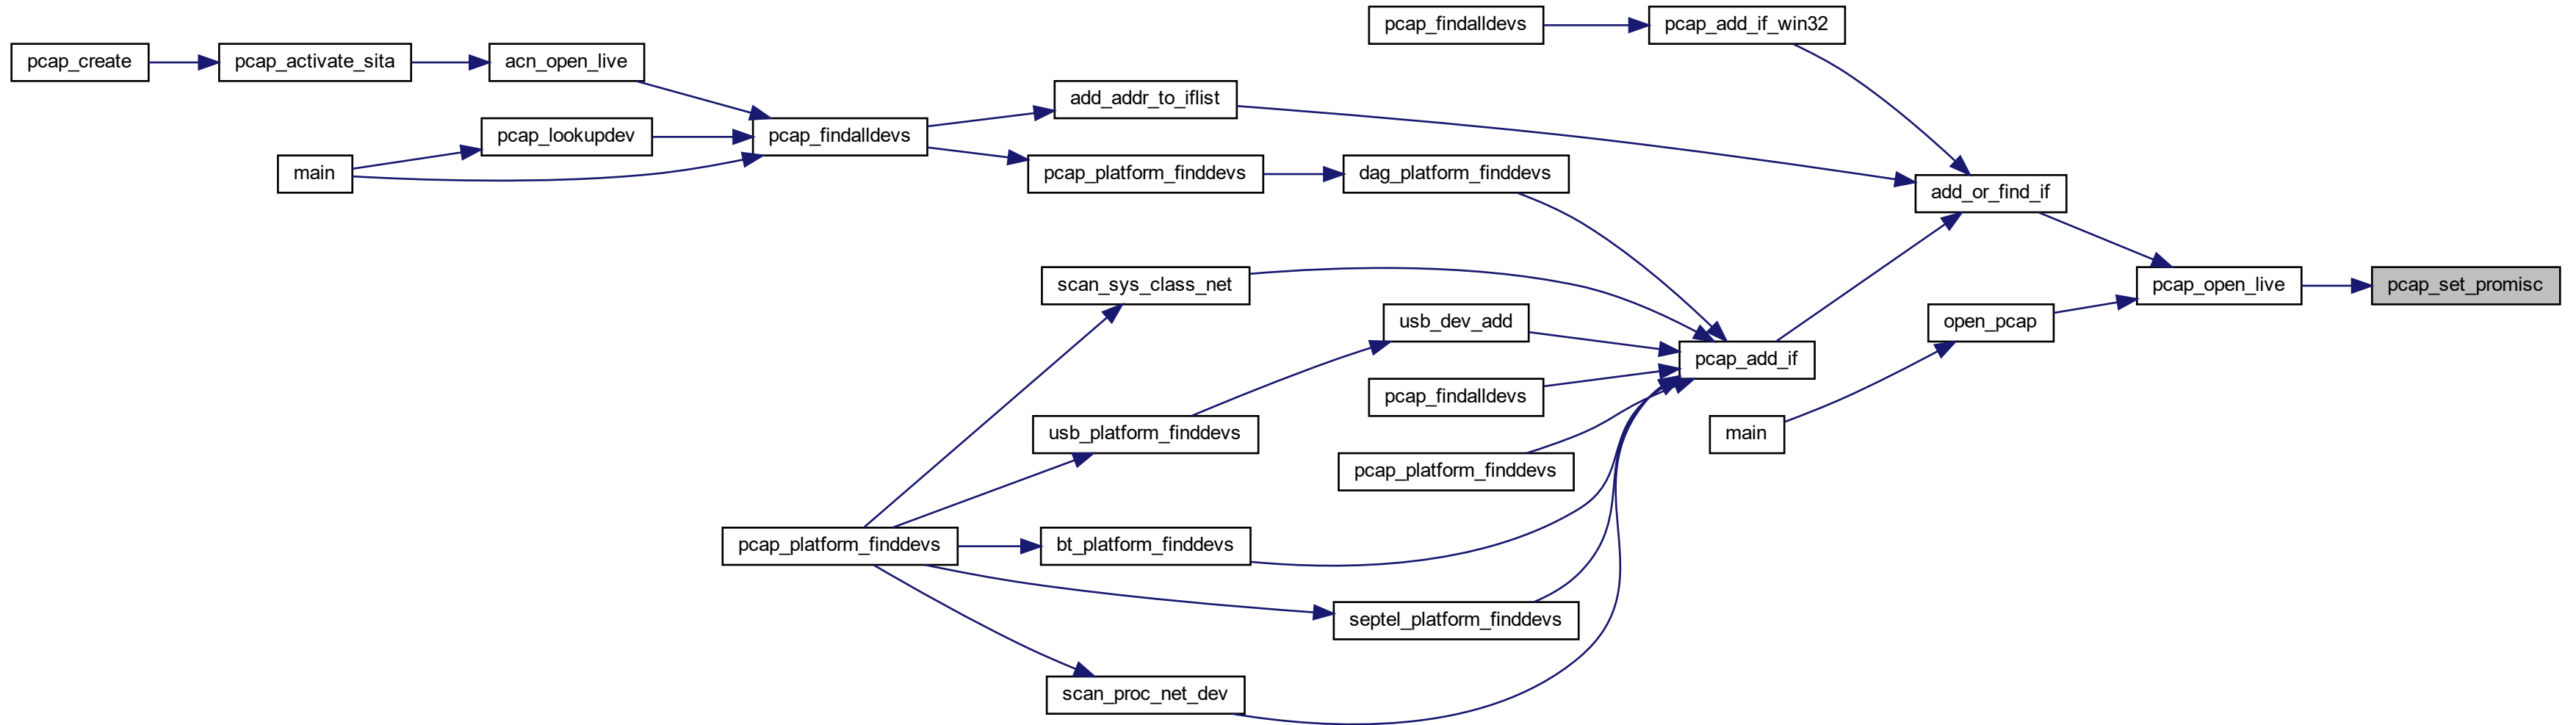 pcap_findalldevs
pcap_add_if_win32
pcap_create
pcap_activate_sita
acn_open_live
add_addr_to_iflist
pcap_lookupdev
pcap_findalldevs
main
pcap_platform_finddevs
dag_platform_finddevs
add_or_find_if
scan_sys_class_net
pcap_open_live
pcap_set_promisc
usb_dev_add
open_pcap
pcap_add_if
pcap_findalldevs
usb_platform_finddevs
main
pcap_platform_finddevs
pcap_platform_finddevs
bt_platform_finddevs
septel_platform_finddevs
scan_proc_net_dev